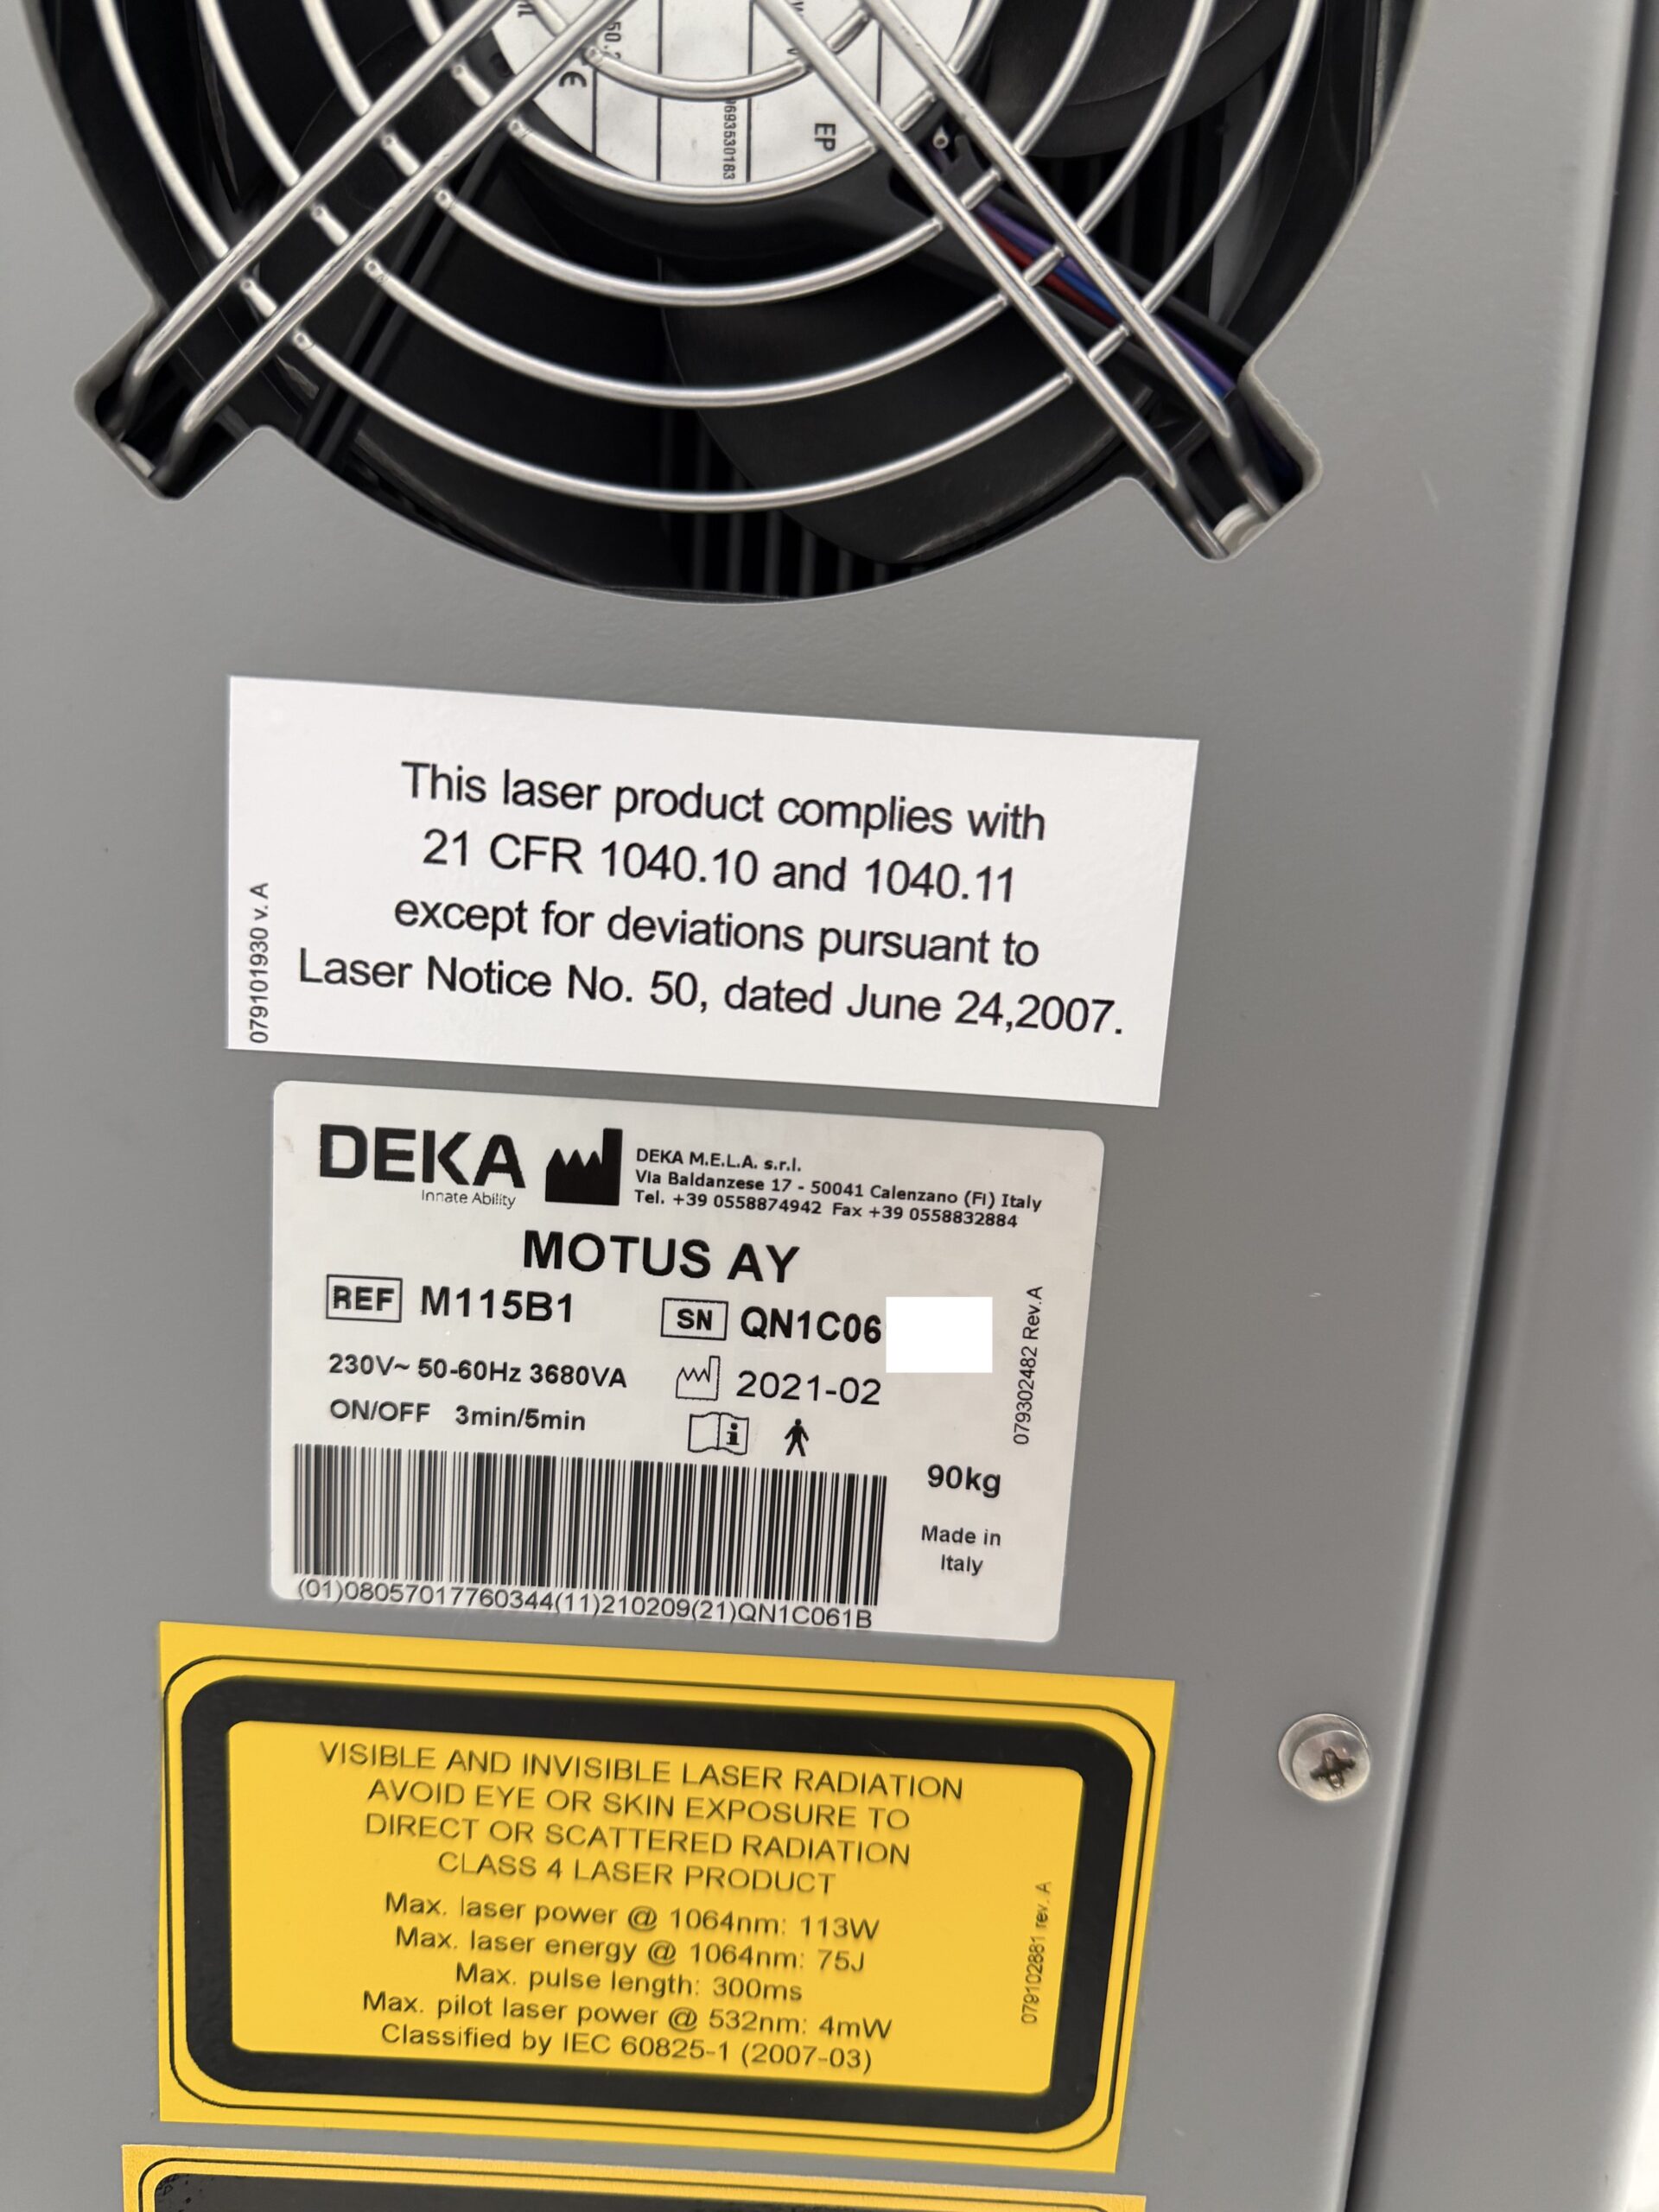 EP
9693530183
This laser product complies with
21 CFR 1040.10 and 1040.11
except for deviations pursuant to
Laser Notice No. 50, dated June 24,2007.
079101930 v. A
DEKA
Innate Ability
DEKA M.E.L.A. s.r.l.
Via Baldanzese 17 - 50041 Calenzano (FI) Italy
Tel. +39 0558874942 Fax +39 0558832884
MOTUS AY
REF M115B1
SN QN1C06
230V~ 50-60Hz 3680VA
2021-02
ON/OFF 3min/5min
079302482 Rev.A
90kg
Made in
Italy
(01)08057017760344(11)210209(21)QN1C061B
VISIBLE AND INVISIBLE LASER RADIATION
AVOID EYE OR SKIN EXPOSURE TO
DIRECT OR SCATTERED RADIATION
CLASS 4 LASER PRODUCT
Max. laser power @ 1064nm: 113W
Max. laser energy @ 1064nm: 75J
Max. pulse length: 300ms
Max. pilot laser power @ 532nm: 4mW
Classified by IEC 60825-1 (2007-03)
079102881 rev. A